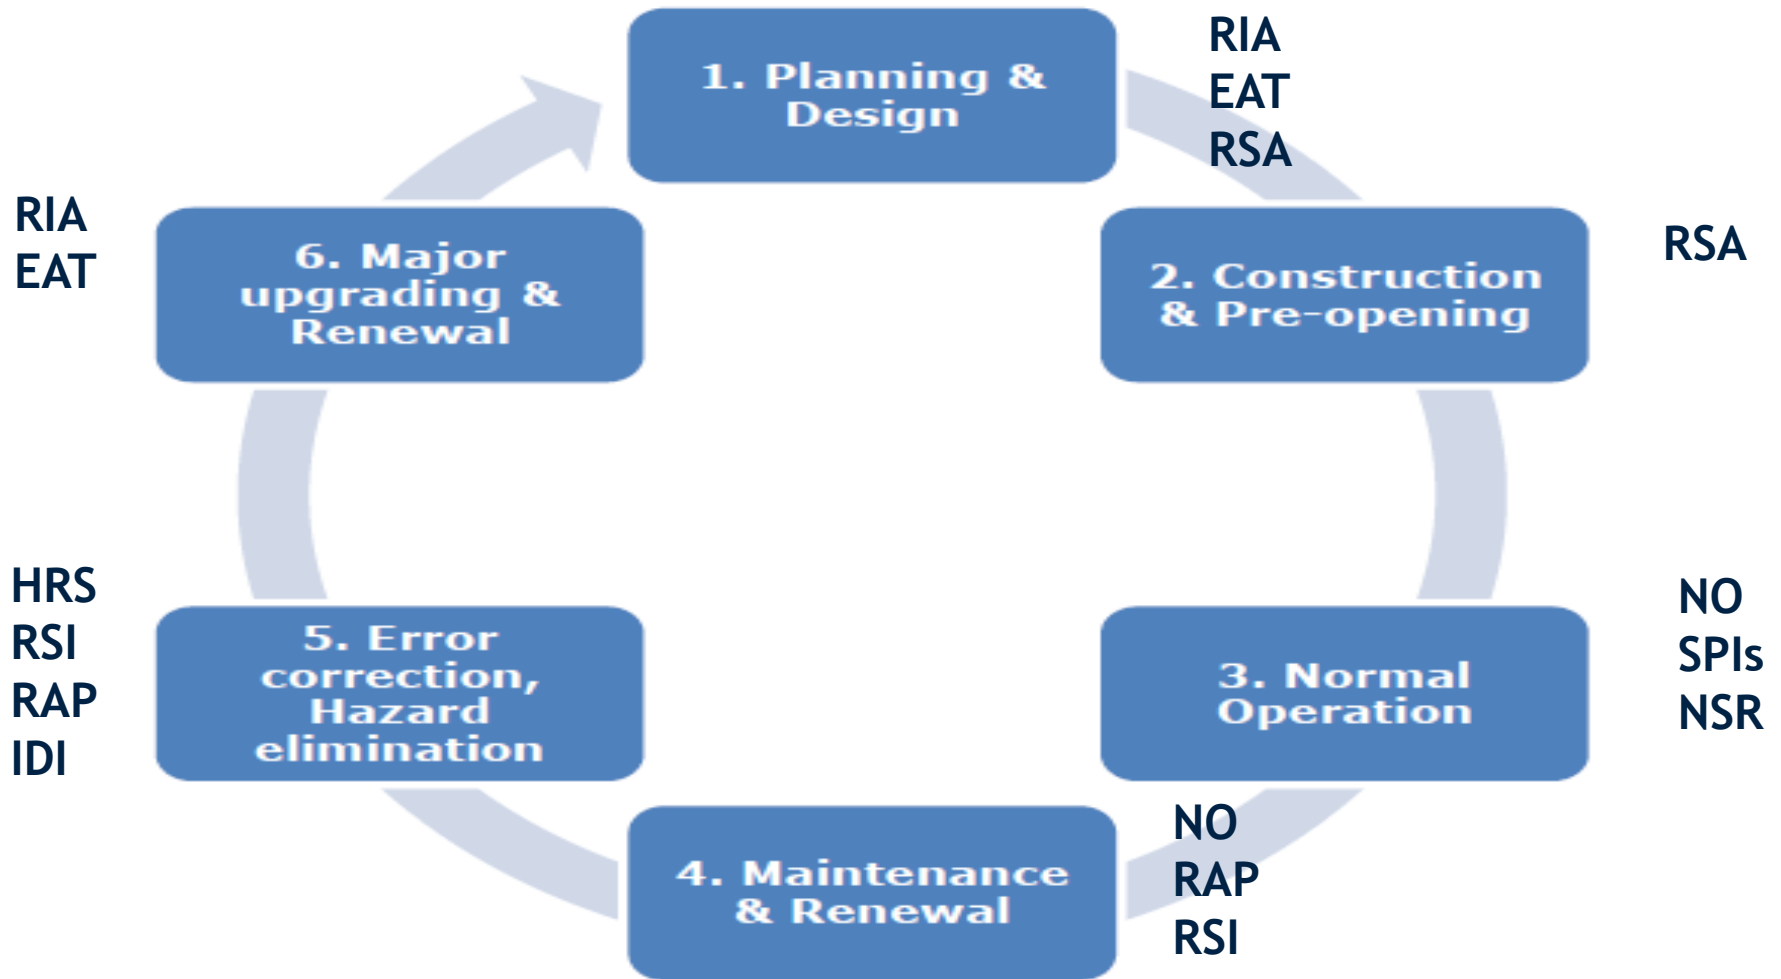 1. Planning &
Design
RIA
EAT
RSA
2. Construction
& Pre-opening
RSA
3. Normal
Operation
NO
SPIs
NSR
4. Maintenance
& Renewal
NO
RAP
RSI
5. Error
correction,
Hazard
elimination
HRS
RSI
RAP
IDI
6. Major
upgrading &
Renewal
RIA
EAT